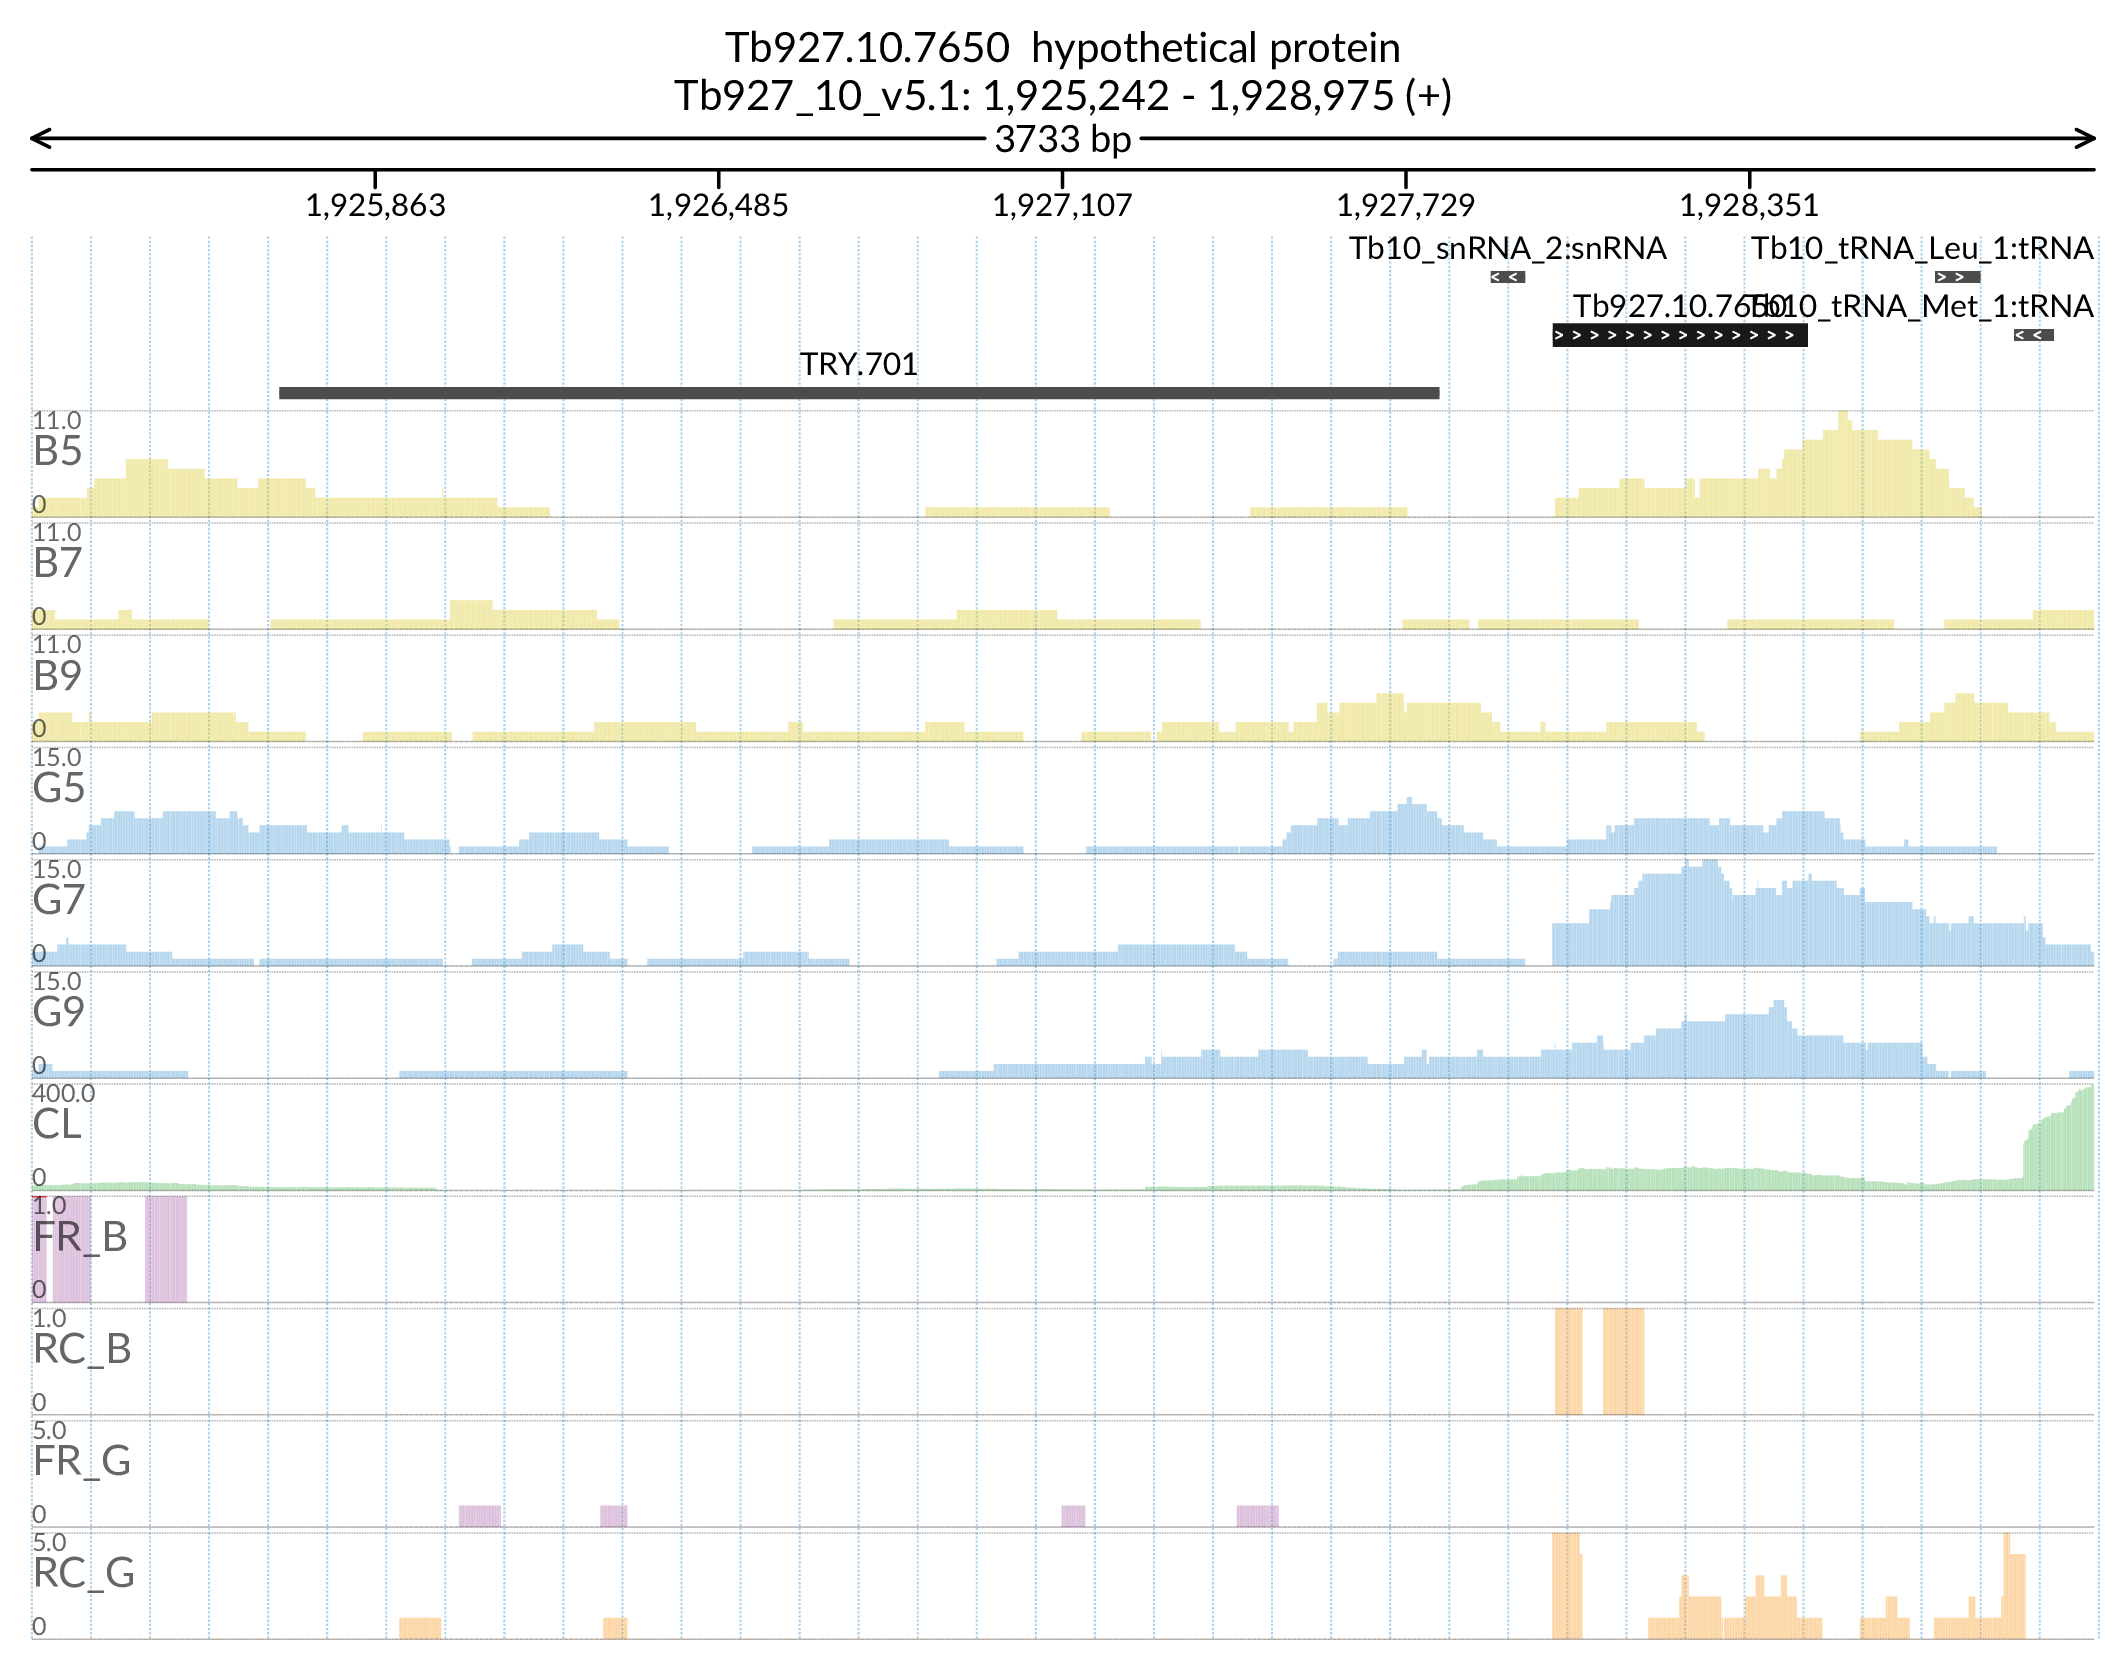 Tb927.10.7650 hypothetical protein
Tb927_10_v5.1: 1,925,242 - 1,928,975 (+)
3733 bp
1,925,863 1,926,485 1,927,107 1,927,729 1,928,351
Tb10_snRNA_2:snRNA Tb10_tRNA_Leu_1:tRNA
Tb927.10.7650 Tb10_tRNA_Met_1:tRNA
TRY.701
11.0
B5
0
11.0
B7
0
11.0
B9
0
15.0
G5
0
15.0
G7
0
15.0
G9
0
400.0
CL
0
1.0
FR_B
0
1.0
RC_B
0
5.0
FR_G
0
5.0
RC_G
0